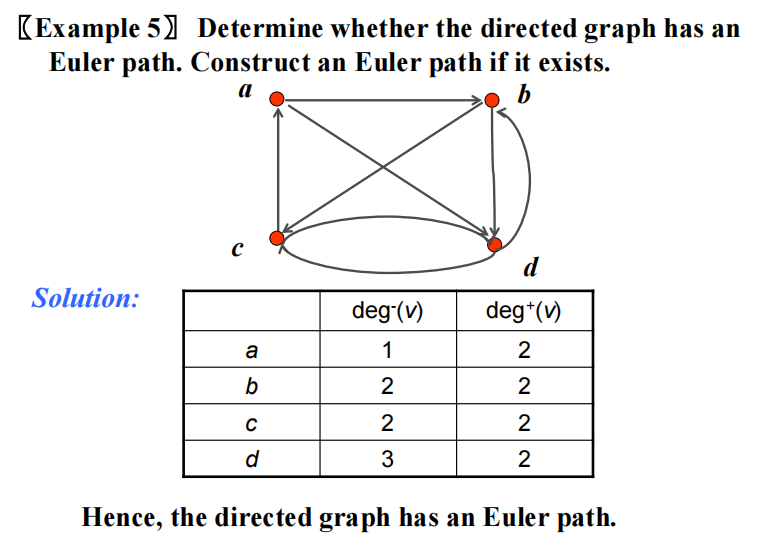 〖Example 5〗 Determine whether the directed graph has an
Euler path. Construct an Euler path if it exists.
a
b
c
d
Solution:
deg⁻(v) deg⁺(v)
a 1 2
b 2 2
c 2 2
d 3 2
Hence, the directed graph has an Euler path.